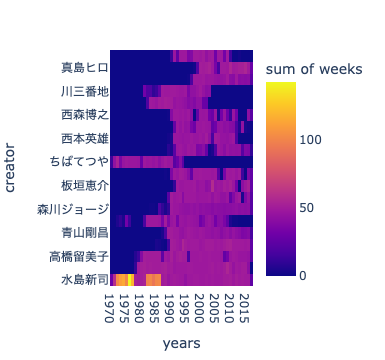 sum of weeks
真島ヒロ
川三番地
西森博之
西本英雄
ちばてつや
板垣恵介
森川ジョージ
青山剛昌
高橋留美子
水島新司
creator
100
50
0
1970
1975
1980
1985
1990
1995
2000
2005
2010
2015
years